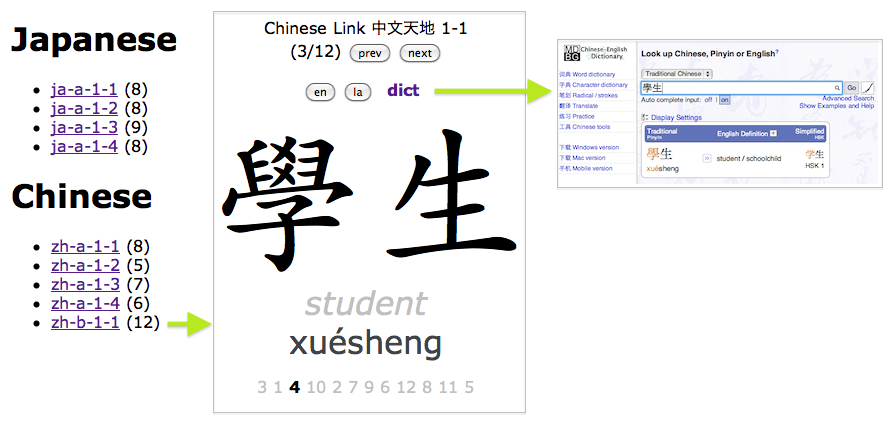 Japanese
ja-a-1-1 (8)
ja-a-1-2 (8)
ja-a-1-3 (9)
ja-a-1-4 (8)
Chinese
zh-a-1-1 (8)
zh-a-1-2 (5)
zh-a-1-3 (7)
zh-a-1-4 (6)
zh-b-1-1 (12)
Chinese Link 中文天地 1-1
(3/12) prev next
en la dict
學生
student
xuésheng
3 1 4 10 2 7 9 6 12 8 11 5
MDBG Chinese-English Dictionary
词典 Word dictionary
字典 Character dictionary
笔划 Radical / strokes
翻译 Translate
练习 Practice
工具 Chinese tools
下载 Windows version
下载 Mac version
手机 Mobile version
Look up Chinese, Pinyin or English?
Traditional Chinese
學生 Go
Auto complete input: off | on
Advanced Search
Show Examples and Help
Display Settings
Traditional English Definition + Simplified
Pinyin HSK
學生 » student / schoolchild 学生
xuésheng HSK 1